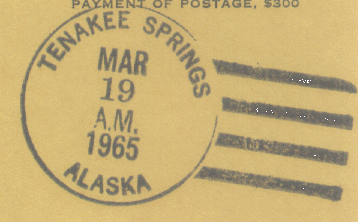 PAYMENT OF POSTAGE, $300
TENAKEE SPRINGS
MAR
19
A.M.
1965
ALASKA